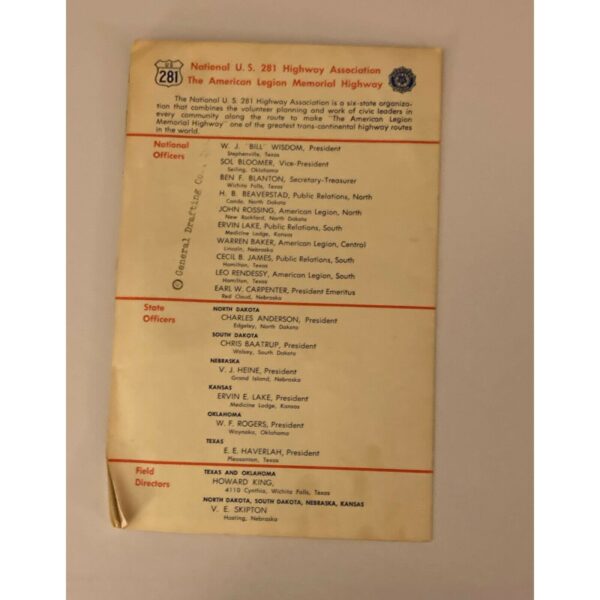 U S
281
National U. S. 281 Highway Association
The American Legion Memorial Highway
The National U. S. 281 Highway Association is a six-state organiza-
tion that combines the volunteer planning and work of civic leaders in
every community along the route to make "The American Legion
Memorial Highway" one of the greatest trans-continental highway routes
in the world.
National
Officers
W. J. "BILL" WISDOM, President
Stephenville, Texas
SOL BLOOMER, Vice-President
Seiling, Oklahoma
BEN F. BLANTON, Secretary-Treasurer
Wichita Falls, Texas
H. B. BEAVERSTAD, Public Relations, North
Cando, North Dakota
JOHN ROSSING, American Legion, North
New Rockford, North Dakota
ERVIN LAKE, Public Relations, South
Medicine Lodge, Kansas
WARREN BAKER, American Legion, Central
Lincoln, Nebraska
CECIL B. JAMES, Public Relations, South
Hamilton, Texas
LEO RENDESSY, American Legion, South
Hamilton, Texas
EARL W. CARPENTER, President Emeritus
Red Cloud, Nebraska
© General Drafting Co.,
State
Officers
NORTH DAKOTA
CHARLES ANDERSON, President
Edgeley, North Dakota
SOUTH DAKOTA
CHRIS BAATRUP, President
Wolsey, South Dakota
NEBRASKA
V. J. HEINE, President
Grand Island, Nebraska
KANSAS
ERVIN E. LAKE, President
Medicine Lodge, Kansas
OKLAHOMA
W. F. ROGERS, President
Waynoka, Oklahoma
TEXAS
E. E. HAVERLAH, President
Pleasanton, Texas
Field
Directors
TEXAS AND OKLAHOMA
HOWARD KING,
4110 Cynthia, Wichita Falls, Texas
NORTH DAKOTA, SOUTH DAKOTA, NEBRASKA, KANSAS
V. E. SKIPTON
Hasting, Nebraska